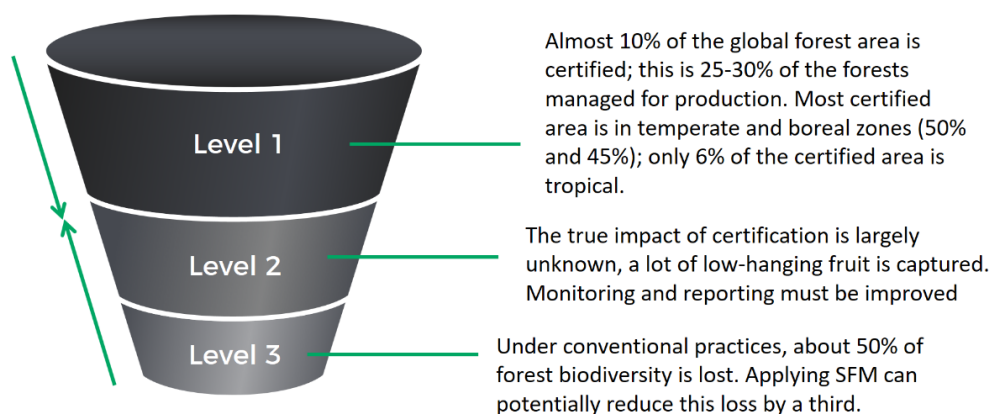 Level 1
Almost 10% of the global forest area is
certified; this is 25-30% of the forests
managed for production. Most certified
area is in temperate and boreal zones (50%
and 45%); only 6% of the certified area is
tropical.
Level 2
The true impact of certification is largely
unknown, a lot of low-hanging fruit is captured.
Monitoring and reporting must be improved
Level 3
Under conventional practices, about 50% of
forest biodiversity is lost. Applying SFM can
potentially reduce this loss by a third.